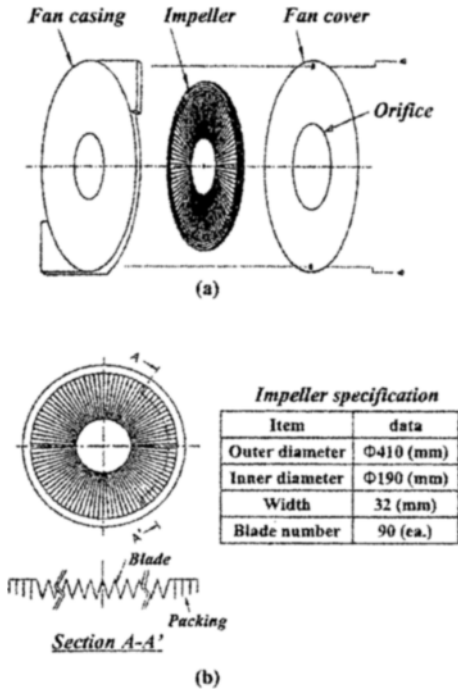 Fan casing Impeller Fan cover
Orifice
(a)
A
A'
Impeller specification
Item data
Outer diameter Φ410 (mm)
Inner diameter Φ190 (mm)
Width 32 (mm)
Blade number 90 (ea.)
Blade
Packing
Section A-A'
(b)